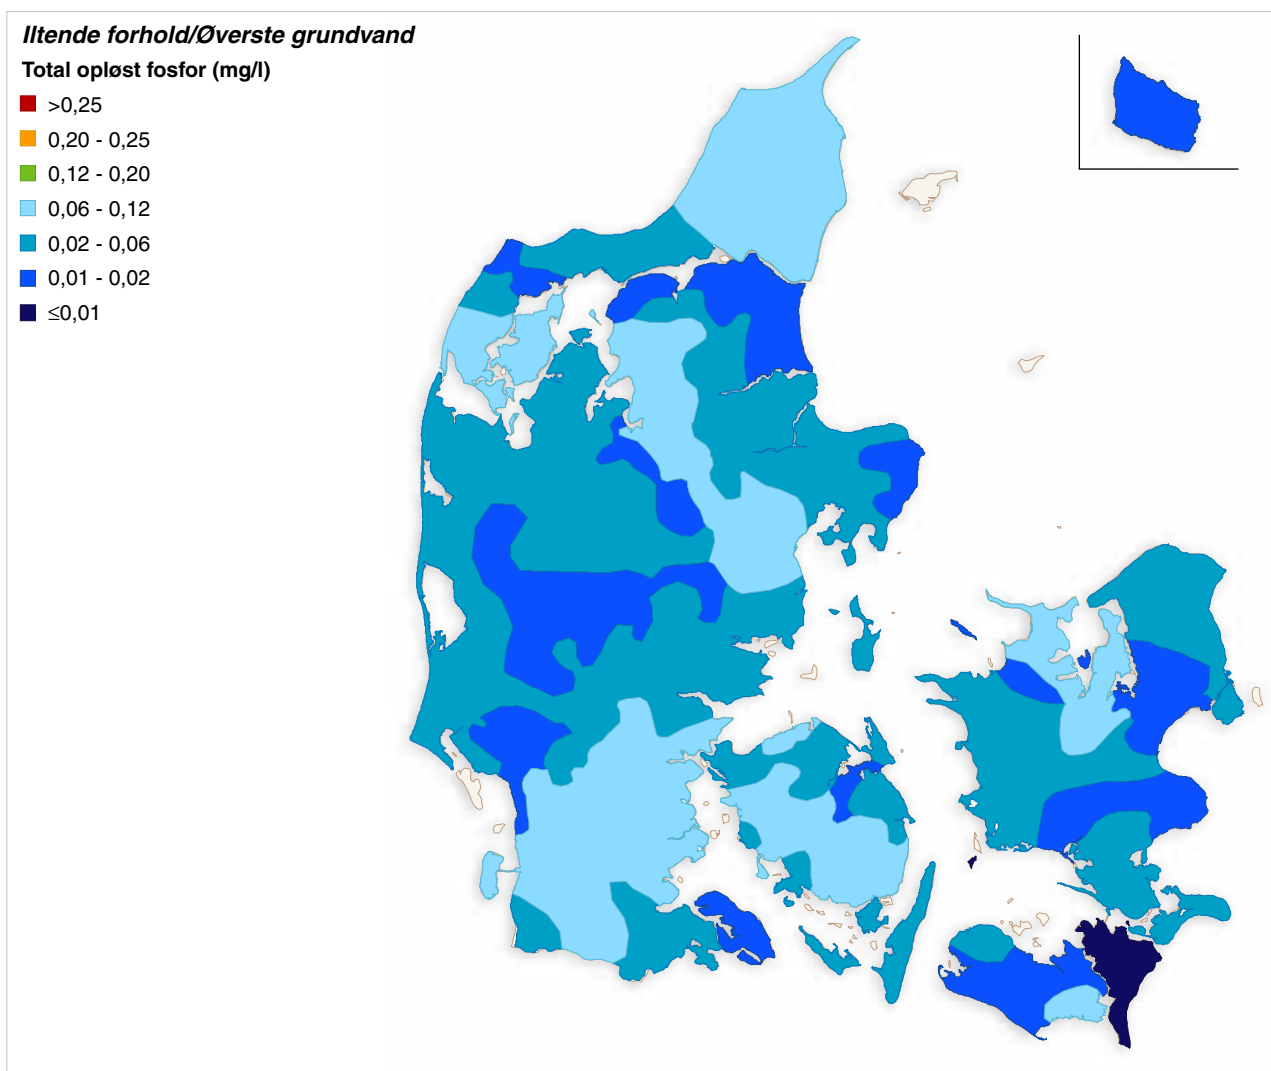 Iltende forhold/Øverste grundvand
Total opløst fosfor (mg/l)
>0,25
0,20 - 0,25
0,12 - 0,20
0,06 - 0,12
0,02 - 0,06
0,01 - 0,02
≤0,01